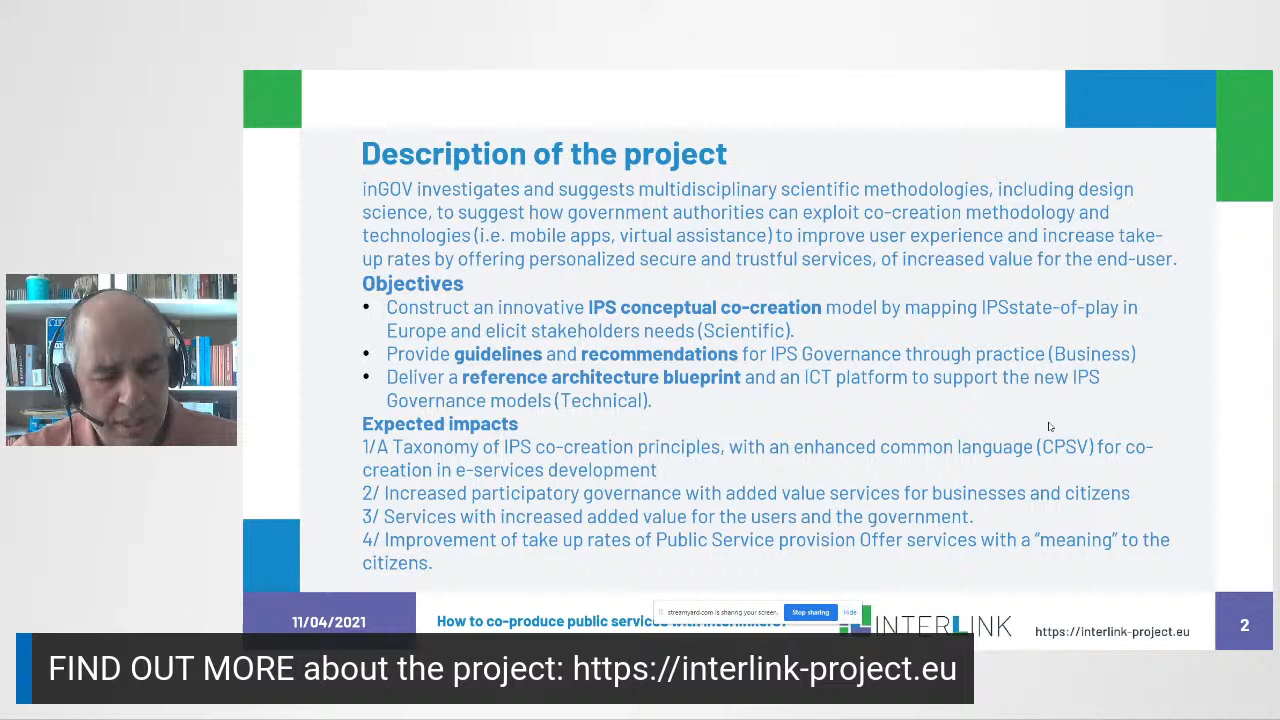 Description of the project
inGOV investigates and suggests multidisciplinary scientific methodologies, including design
science, to suggest how government authorities can exploit co-creation methodology and
technologies (i.e. mobile apps, virtual assistance) to improve user experience and increase take-
up rates by offering personalized secure and trustful services, of increased value for the end-user.
Objectives
• Construct an innovative IPS conceptual co-creation model by mapping IPSstate-of-play in
Europe and elicit stakeholders needs (Scientific).
• Provide guidelines and recommendations for IPS Governance through practice (Business)
• Deliver a reference architecture blueprint and an ICT platform to support the new IPS
Governance models (Technical).
Expected impacts
1/A Taxonomy of IPS co-creation principles, with an enhanced common language (CPSV) for co-
creation in e-services development
2/ Increased participatory governance with added value services for businesses and citizens
3/ Services with increased added value for the users and the government.
4/ Improvement of take up rates of Public Service provision Offer services with a "meaning" to the
citizens.
11/04/2021
How to co-produce public services with
streamyard.com is sharing your screen.
Stop sharing
Hide
INTERLINK
https://interlink-project.eu
2
FIND OUT MORE about the project: https://interlink-project.eu